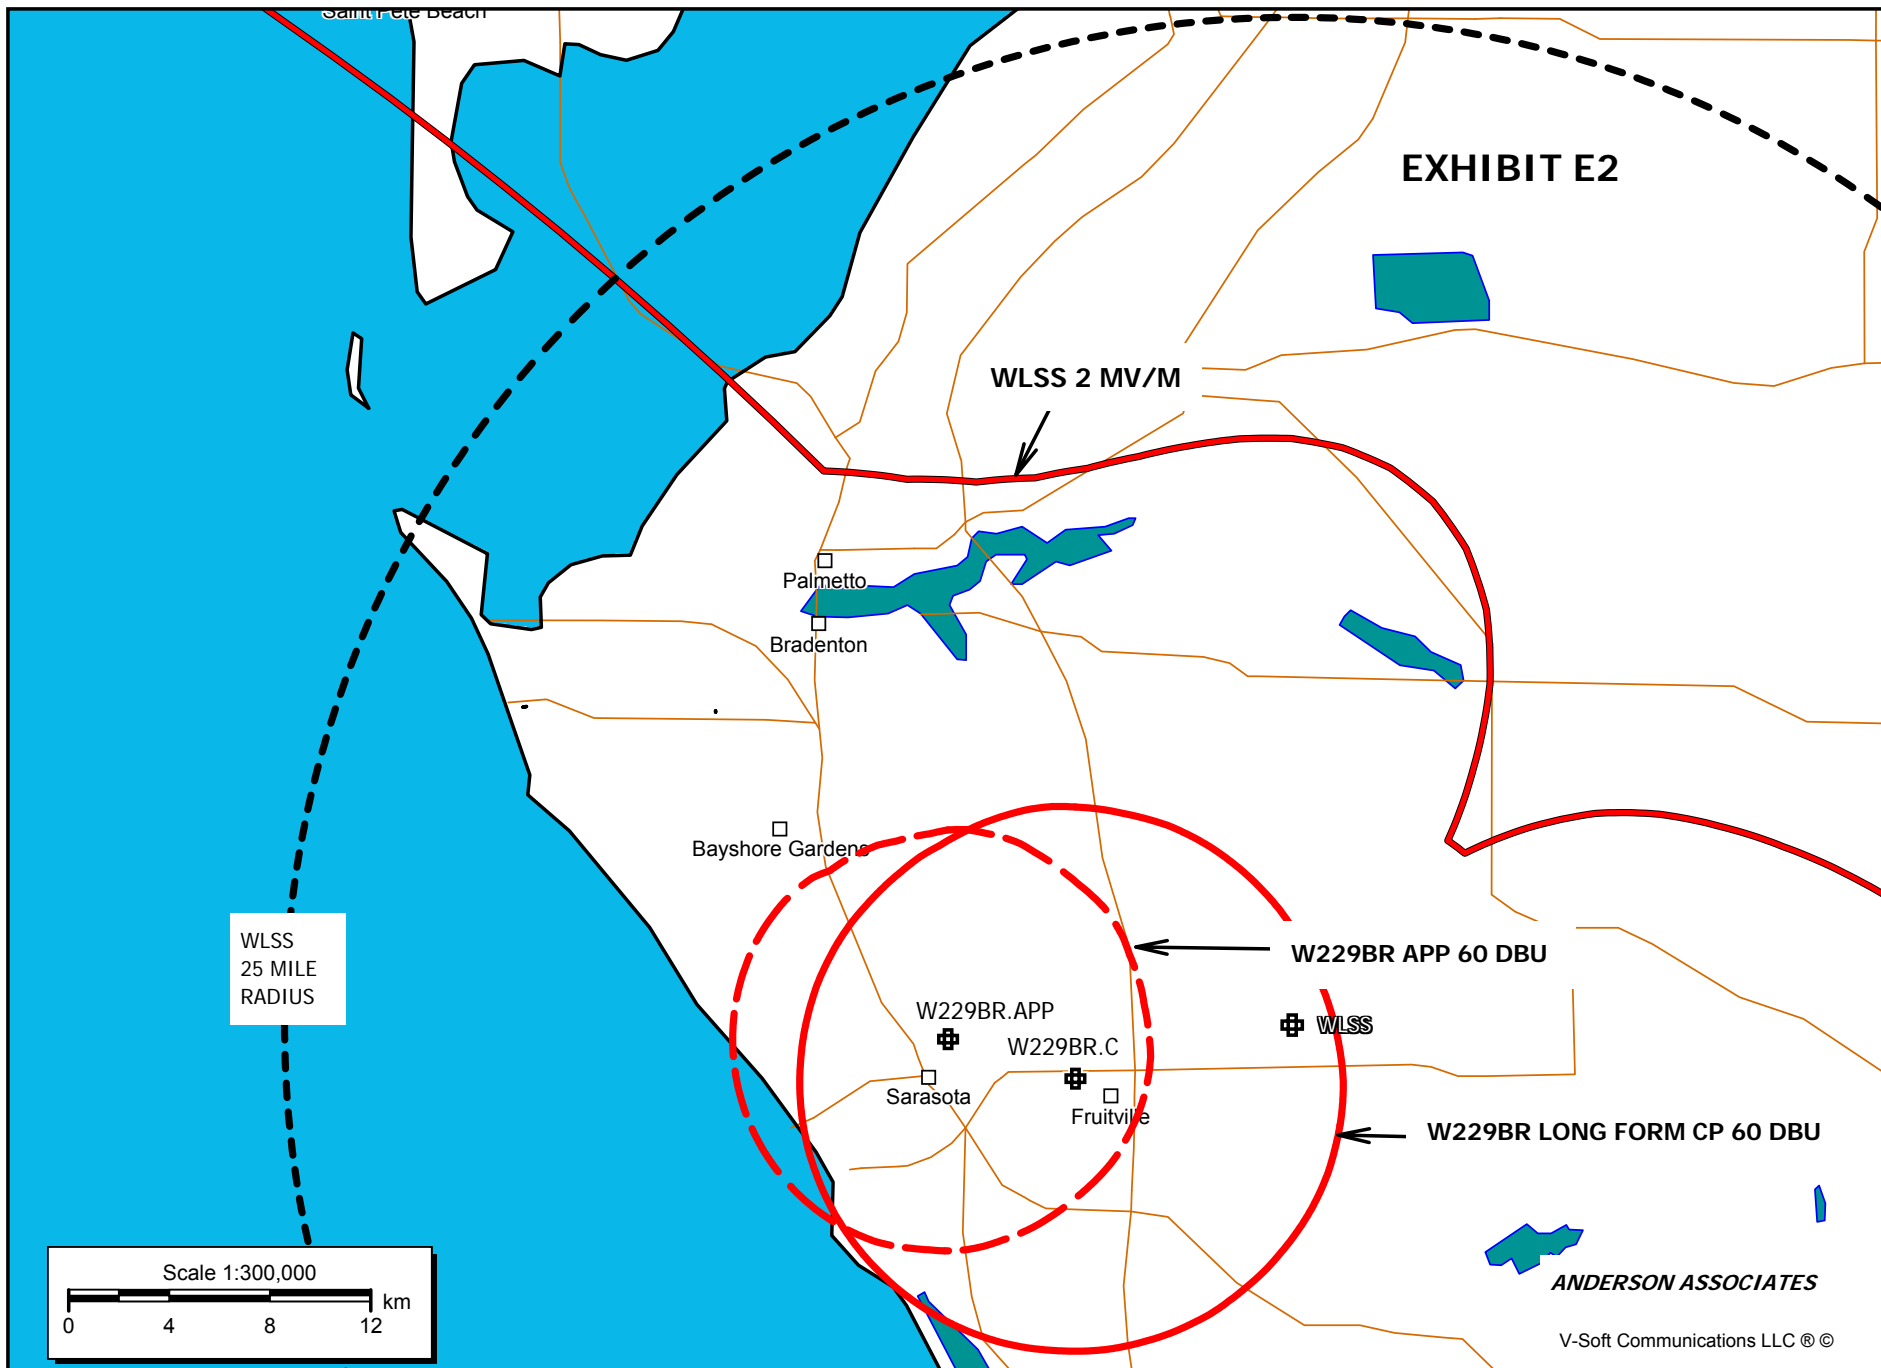 Saint Pete Beach
EXHIBIT E2
WLSS 2 MV/M
Palmetto
Bradenton
Bayshore Gardens
WLSS
25 MILE
RADIUS
W229BR APP 60 DBU
W229BR.APP
WLSS
W229BR.C
Sarasota
Fruitville
W229BR LONG FORM CP 60 DBU
Scale 1:300,000
km
0 4 8 12
ANDERSON ASSOCIATES
V-Soft Communications LLC ® ©